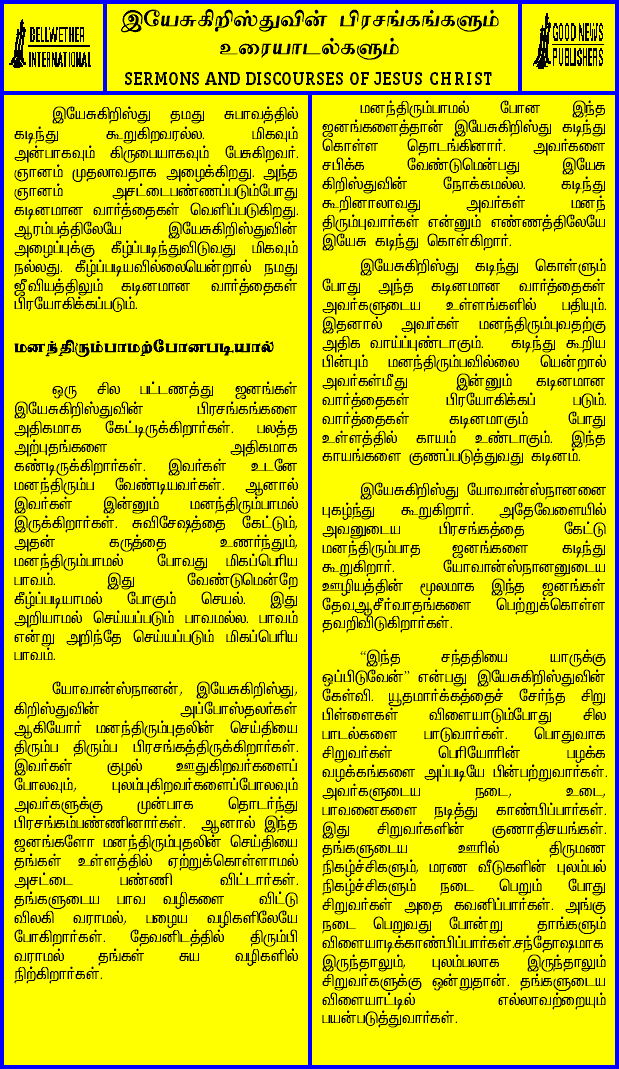 BELLWETHER
INTERNATIONAL
இயேசுகிறிஸ்துவின் பிரசங்கங்களும்
உரையாடல்களும்
SERMONS AND DISCOURSES OF JESUS CHRIST
GOOD NEWS
PUBLISHERS
இயேசுகிறிஸ்து தமது சுபாவத்தில்
கடிந்து கூறுகிறவரல்ல. மிகவும்
அன்பாகவும் கிருபையாகவும் பேசுகிறவர்.
ஞானம் முதலாவதாக அழைக்கிறது. அந்த
ஞானம் அசட்டைபண்ணப்படும்போது
கடினமான வார்த்தைகள் வெளிப்படுகிறது.
ஆரம்பத்திலேயே இயேசுகிறிஸ்துவின்
அழைப்புக்கு கீழ்ப்படிந்துவிடுவது மிகவும்
நல்லது. கீழ்ப்படியவில்லையென்றால் நமது
ஜீவியத்திலும் கடினமான வார்த்தைகள்
பிரயோகிக்கப்படும்.
மனந்திரும்பாமற்போனபடியால்
ஒரு சில பட்டணத்து ஜனங்கள்
இயேசுகிறிஸ்துவின் பிரசங்கங்களை
அதிகமாக கேட்டிருக்கிறார்கள். பலத்த
அற்புதங்களை அதிகமாக
கண்டிருக்கிறார்கள். இவர்கள் உடனே
மனந்திரும்ப வேண்டியவர்கள். ஆனால்
இவர்கள் இன்னும் மனந்திரும்பாமல்
இருக்கிறார்கள். சுவிசேஷத்தை கேட்டும்,
அதன் கருத்தை உணர்ந்தும்,
மனந்திரும்பாமல் போவது மிகப்பெரிய
பாவம். இது வேண்டுமென்றே
கீழ்ப்படியாமல் போகும் செயல். இது
அறியாமல் செய்யப்படும் பாவமல்ல. பாவம்
என்று அறிந்தே செய்யப்படும் மிகப்பெரிய
பாவம்.
யோவான்ஸ்நானன், இயேசுகிறிஸ்து,
கிறிஸ்துவின் அப்போஸ்தலர்கள்
ஆகியோர் மனந்திரும்புதலின் செய்தியை
திரும்ப திரும்ப பிரசங்கத்திருக்கிறார்கள்.
இவர்கள் குழல் ஊதுகிறவர்களைப்
போலவும், புலம்புகிறவர்களைப்போலவும்
அவர்களுக்கு முன்பாக தொடர்ந்து
பிரசங்கம்பண்ணினார்கள். ஆனால் இந்த
ஜனங்களோ மனந்திரும்புதலின் செய்தியை
தங்கள் உள்ளத்தில் ஏற்றுக்கொள்ளாமல்
அசட்டை பண்ணி விட்டார்கள்.
தங்களுடைய பாவ வழிகளை விட்டு
விலகி வராமல், பழைய வழிகளிலேயே
போகிறார்கள். தேவனிடத்தில் திரும்பி
வராமல் தங்கள் சுய வழிகளில்
நிற்கிறார்கள்.
மனந்திரும்பாமல் போன இந்த
ஜனங்களைத்தான் இயேசுகிறிஸ்து கடிந்து
கொள்ள தொடங்கினார். அவர்களை
சபிக்க வேண்டுமென்பது இயேசு
கிறிஸ்துவின் நோக்கமல்ல. கடிந்து
கூறினாலாவது அவர்கள் மனந்
திரும்புவார்கள் என்னும் எண்ணத்திலேயே
இயேசு கடிந்து கொள்கிறார்.
இயேசுகிறிஸ்து கடிந்து கொள்ளும்
போது அந்த கடினமான வார்த்தைகள்
அவர்களுடைய உள்ளங்களில் பதியும்.
இதனால் அவர்கள் மனந்திரும்புவதற்கு
அதிக வாய்ப்புண்டாகும். கடிந்து கூறிய
பின்பும் மனந்திரும்பவில்லை யென்றால்
அவர்கள்மீது இன்னும் கடினமான
வார்த்தைகள் பிரயோகிக்கப் படும்.
வார்த்தைகள் கடினமாகும் போது
உள்ளத்தில் காயம் உண்டாகும். இந்த
காயங்களை குணப்படுத்துவது கடினம்.
இயேசுகிறிஸ்து யோவான்ஸ்நானனை
புகழ்ந்து கூறுகிறார். அதேவேளையில்
அவனுடைய பிரசங்கத்தை கேட்டு
மனந்திரும்பாத ஜனங்களை கடிந்து
கூறுகிறார். யோவான்ஸ்நானனுடைய
ஊழியத்தின் மூலமாக இந்த ஜனங்கள்
தேவஆசீர்வாதங்களை பெற்றுக்கொள்ள
தவறிவிடுகிறார்கள்.
“இந்த சந்ததியை யாருக்கு
ஒப்பிடுவேன்” என்பது இயேசுகிறிஸ்துவின்
கேள்வி. யூதமார்க்கத்தைச் சேர்ந்த சிறு
பிள்ளைகள் விளையாடும்போது சில
பாடல்களை பாடுவார்கள். பொதுவாக
சிறுவர்கள் பெரியோரின் பழக்க
வழக்கங்களை அப்படியே பின்பற்றுவார்கள்.
அவர்களுடைய நடை, உடை,
பாவனைகளை நடித்து காண்பிப்பார்கள்.
இது சிறுவர்களின் குணாதிசயங்கள்.
தங்களுடைய ஊரில் திருமண
நிகழ்ச்சிகளும், மரண வீடுகளின் புலம்பல்
நிகழ்ச்சிகளும் நடை பெறும் போது
சிறுவர்கள் அதை கவனிப்பார்கள். அங்கு
நடை பெறுவது போன்று தாங்களும்
விளையாடிக்காண்பிப்பார்கள்.சந்தோஷமாக
இருந்தாலும், புலம்பலாக இருந்தாலும்
சிறுவர்களுக்கு ஒன்றுதான். தங்களுடைய
விளையாட்டில் எல்லாவற்றையும்
பயன்படுத்துவார்கள்.